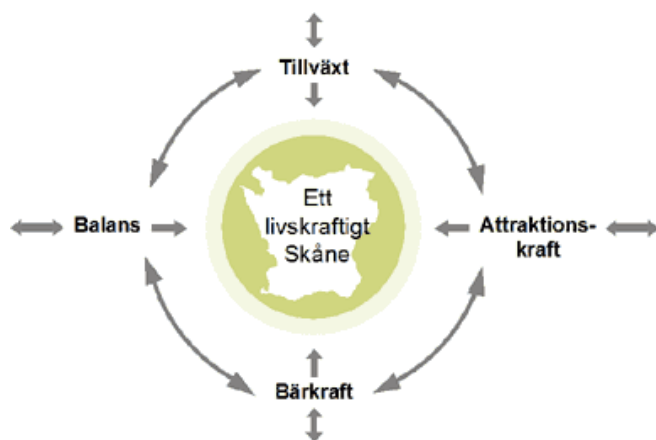 Tillväxt
Ett
livskraftigt
Skåne
Balans
Attraktions-
kraft
Bärkraft